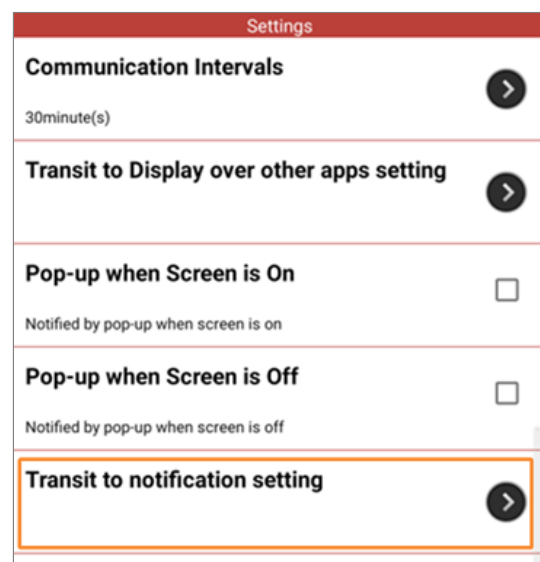 Settings
Communication Intervals
30minute(s)
Transit to Display over other apps setting
Pop-up when Screen is On
Notified by pop-up when screen is on
Pop-up when Screen is Off
Notified by pop-up when screen is off
Transit to notification setting